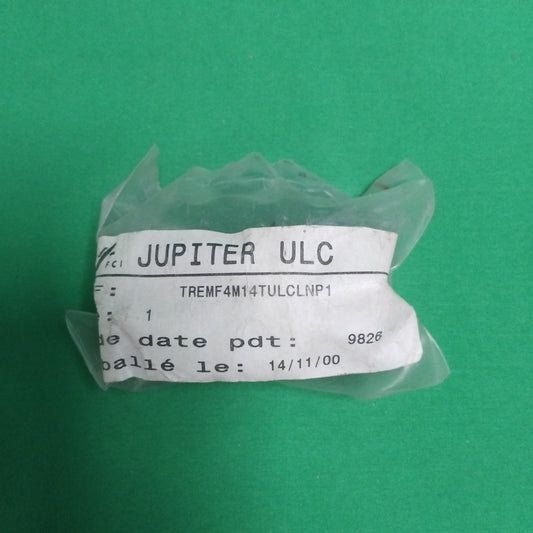 FCI JUPITER ULC
F: TREMF4M14TULCLNP1
: 1
de date pdt: 9826
ballé le: 14/11/00